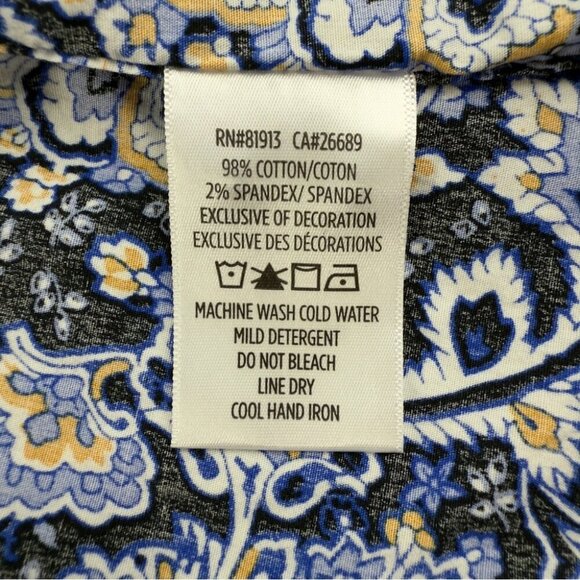 RN#81913 CA#26689
98% COTTON/COTON
2% SPANDEX/ SPANDEX
EXCLUSIVE OF DECORATION
EXCLUSIVE DES DÉCORATIONS
MACHINE WASH COLD WATER
MILD DETERGENT
DO NOT BLEACH
LINE DRY
COOL HAND IRON